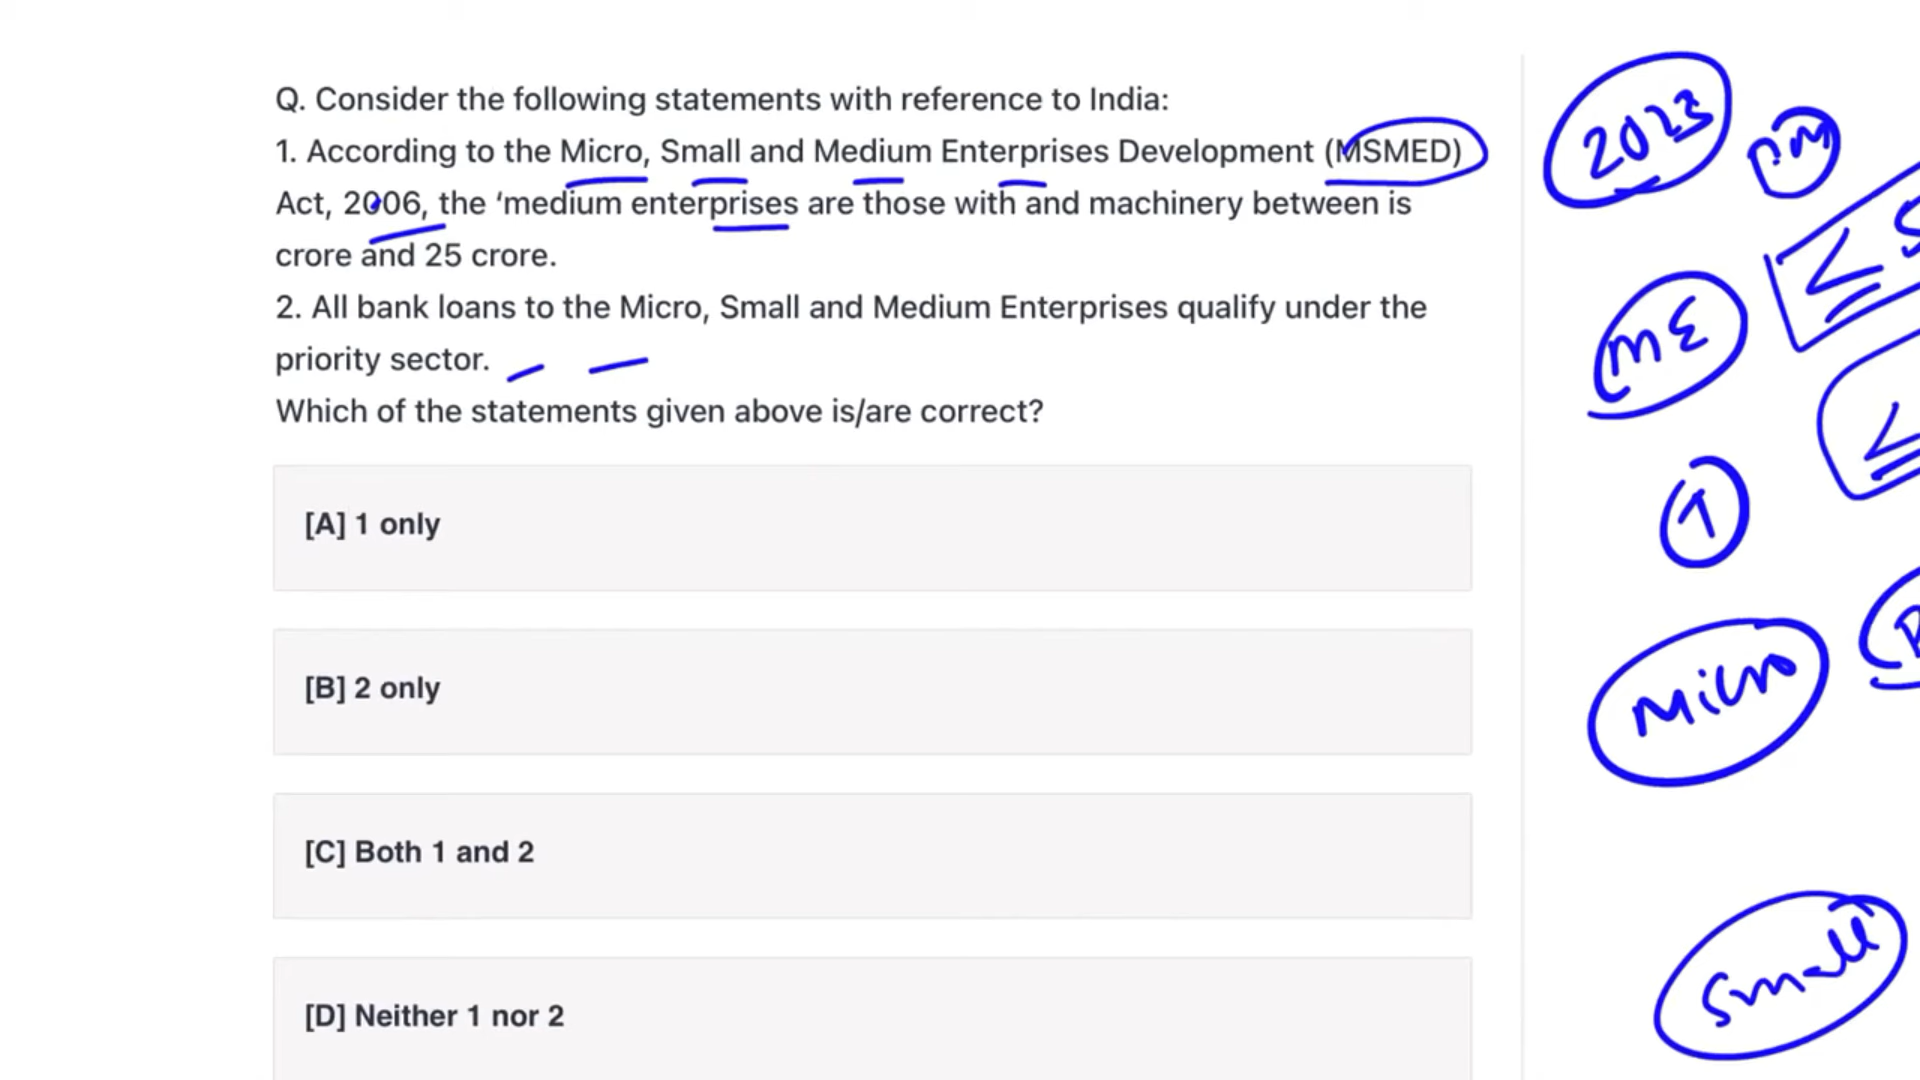 Q. Consider the following statements with reference to India:
1. According to the Micro, Small and Medium Enterprises Development (MSMED)
Act, 2006, the ‘medium enterprises are those with and machinery between is
crore and 25 crore.
2. All bank loans to the Micro, Small and Medium Enterprises qualify under the
priority sector.
Which of the statements given above is/are correct?
[A] 1 only
[B] 2 only
[C] Both 1 and 2
[D] Neither 1 nor 2
2023
ME
Micro
Small